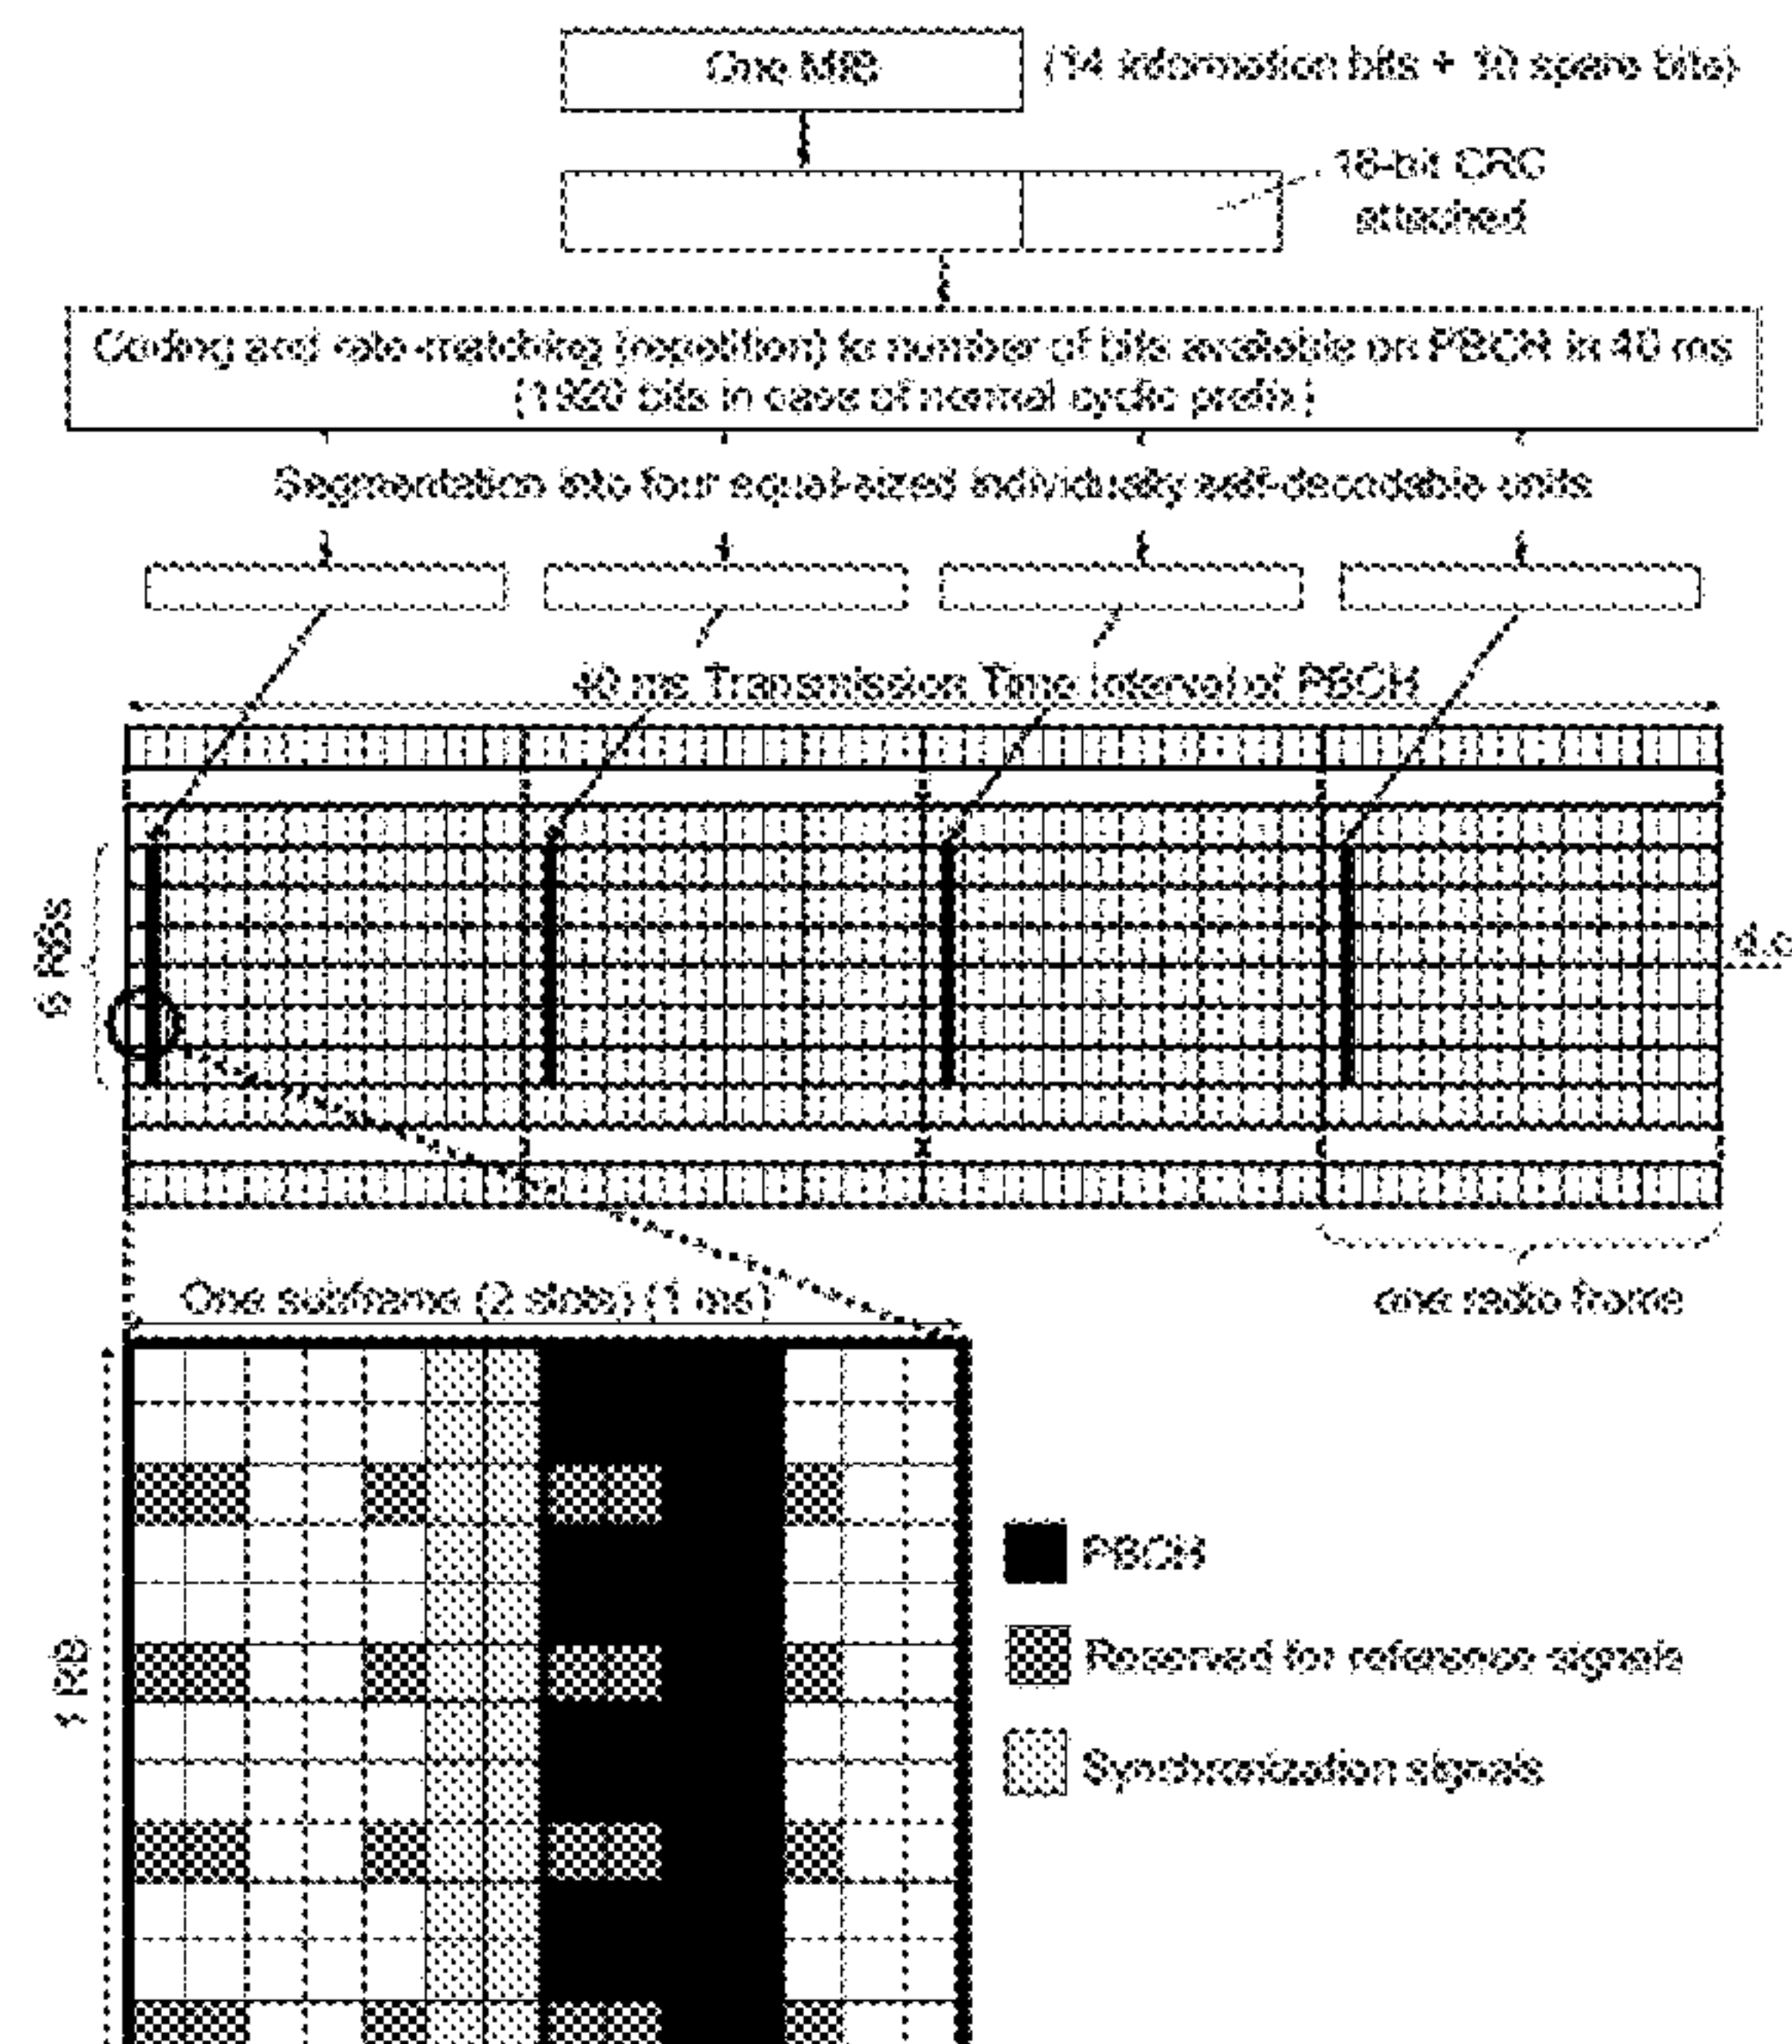 One MIB
(14 information bits + 10 spare bits)
16-bit CRC
attached
Coding and rate-matching (repetition) to number of bits available on PBCH in 40 ms
(1920 bits in case of normal cyclic prefix)
Segmentation into four equal-sized individually self-decodable units
40 ms Transmission Time Interval of PBCH
6 RBs
d.c
one radio frame
One subframe (2 slots) (1 ms)
1 RB
PBCH
Reserved for reference signals
Synchronization signals